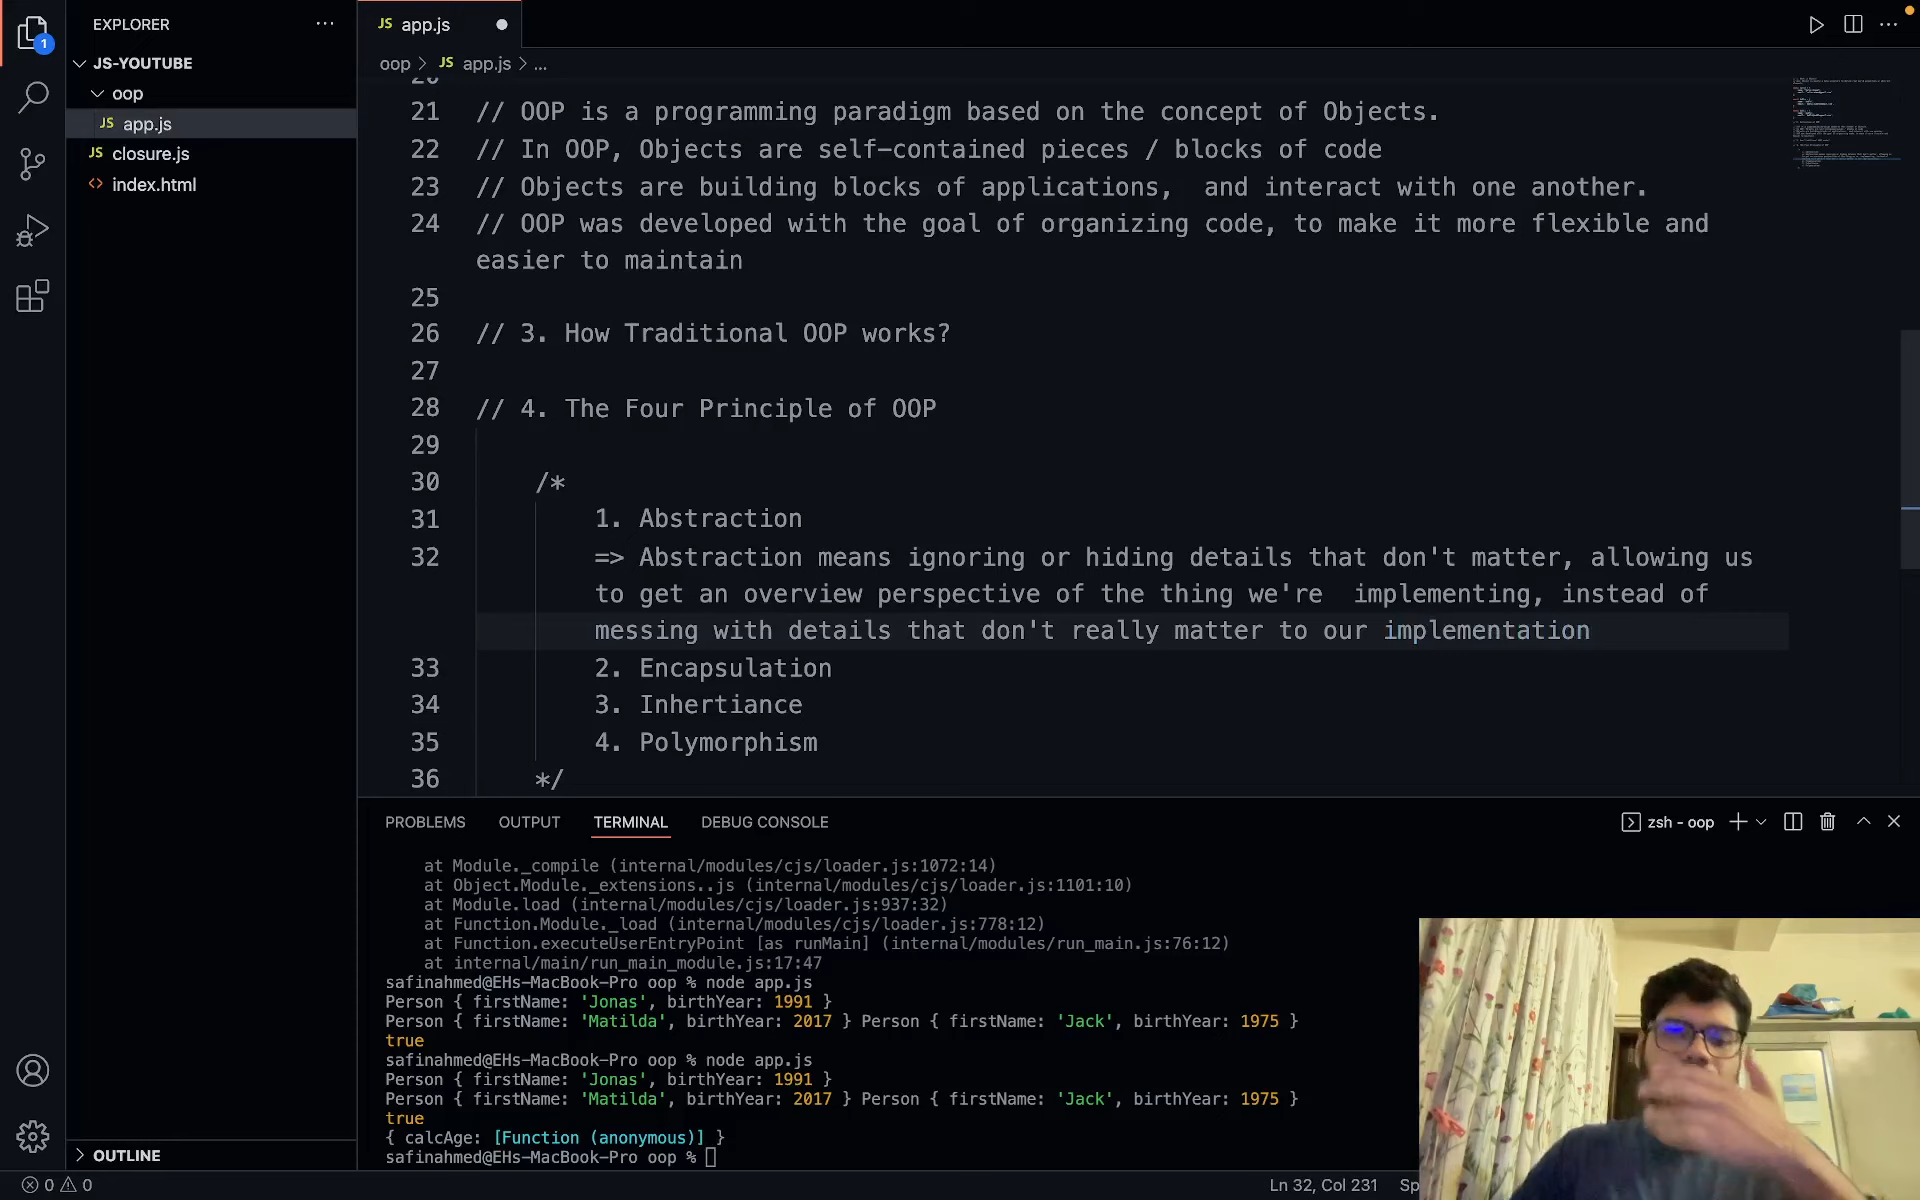 EXPLORER
JS app.js
JS-YOUTUBE
oop > JS app.js > ...
oop
JS app.js
JS closure.js
<> index.html
21 // OOP is a programming paradigm based on the concept of Objects.
22 // In OOP, Objects are self-contained pieces / blocks of code
23 // Objects are building blocks of applications,  and interact with one another.
24 // OOP was developed with the goal of organizing code, to make it more flexible and
easier to maintain
25
26 // 3. How Traditional OOP works?
27
28 // 4. The Four Principle of OOP
29
30 /*
31 1. Abstraction
32 => Abstraction means ignoring or hiding details that don't matter, allowing us
to get an overview perspective of the thing we're  implementing, instead of
messing with details that don't really matter to our implementation
33 2. Encapsulation
34 3. Inhertiance
35 4. Polymorphism
36 */
PROBLEMS OUTPUT TERMINAL DEBUG CONSOLE
zsh - oop
at Module._compile (internal/modules/cjs/loader.js:1072:14)
at Object.Module._extensions..js (internal/modules/cjs/loader.js:1101:10)
at Module.load (internal/modules/cjs/loader.js:937:32)
at Function.Module._load (internal/modules/cjs/loader.js:778:12)
at Function.executeUserEntryPoint [as runMain] (internal/modules/run_main.js:76:12)
at internal/main/run_main_module.js:17:47
safinahmed@EHs-MacBook-Pro oop % node app.js
Person { firstName: 'Jonas', birthYear: 1991 }
Person { firstName: 'Matilda', birthYear: 2017 } Person { firstName: 'Jack', birthYear: 1975 }
true
safinahmed@EHs-MacBook-Pro oop % node app.js
Person { firstName: 'Jonas', birthYear: 1991 }
Person { firstName: 'Matilda', birthYear: 2017 } Person { firstName: 'Jack', birthYear: 1975 }
true
{ calcAge: [Function (anonymous)] }
safinahmed@EHs-MacBook-Pro oop %
OUTLINE
0 0
Ln 32, Col 231 Sp
1